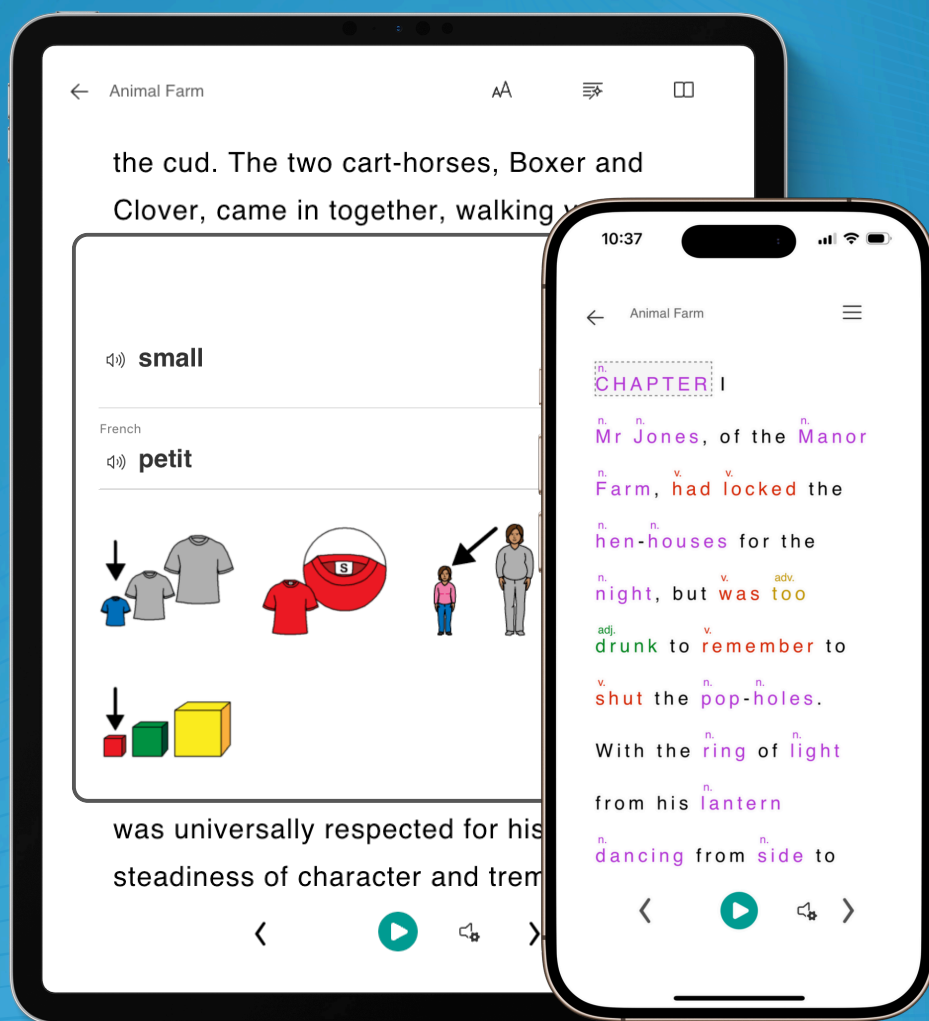 Animal Farm
AA
the cud. The two cart-horses, Boxer and
Clover, came in together, walking
small
French
petit
S
was universally respected for his
steadiness of character and
10:37
Animal Farm
n.
CHAPTER I
n. n. n.
Mr Jones, of the Manor
n. v. v.
Farm, had locked the
n. n.
hen-houses for the
n. v. adv.
night, but was too
adj. v.
drunk to remember to
v. n. n.
shut the pop-holes.
n. n.
With the ring of light
n.
from his lantern
n. n.
dancing from side to